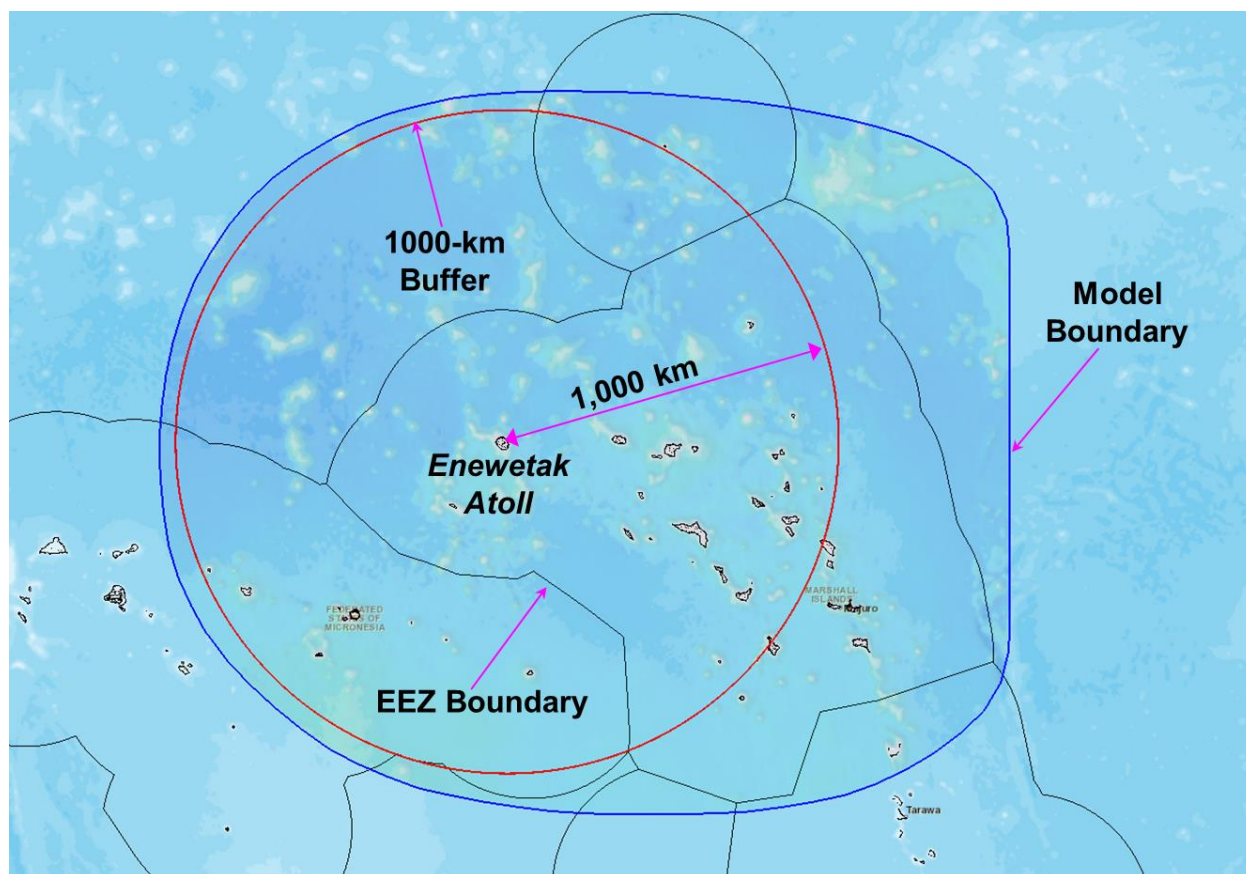 1000-km
Buffer
Model
Boundary
1,000 km
Enewetak
Atoll
MARSHALL
ISLANDS
Majuro
FEDERATED
STATES OF
MICRONESIA
EEZ Boundary
Tarawa